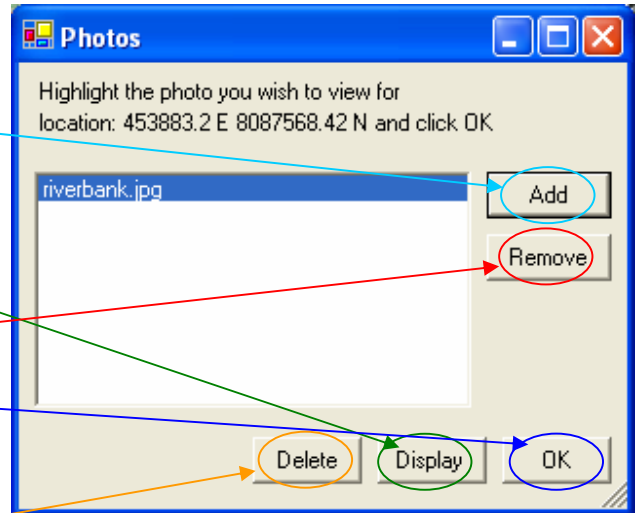 Photos
Highlight the photo you wish to view for
location: 453883.2 E 8087568.42 N and click OK
riverbank.jpg
Add
Remove
Delete Display OK